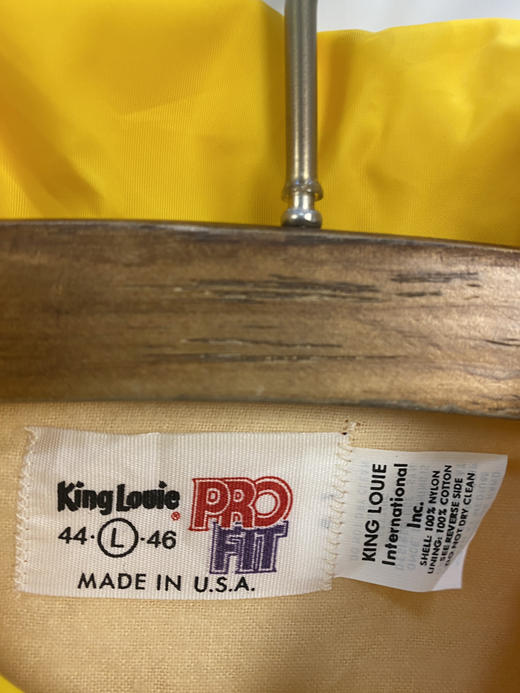 King Louie
PRO
FIT
44-L-46
MADE IN U.S.A.
KING LOUIE
International
Inc.
SHELL: 100% NYLON
LINING: 100% COTTON
SEE REVERSE SIDE
DO NOT DRY CLEAN